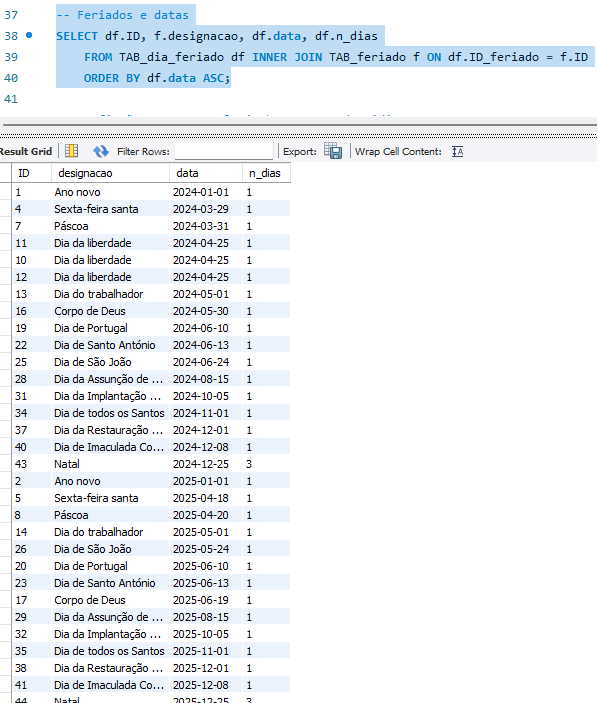 37 -- Feriados e datas
38 SELECT df.ID, f.designacao, df.data, df.n_dias
39 FROM TAB_dia_feriado df INNER JOIN TAB_feriado f ON df.ID_feriado = f.ID
40 ORDER BY df.data ASC;
41
Result Grid Filter Rows: Export: Wrap Cell Content:
ID designacao data n_dias
1 Ano novo 2024-01-01 1
4 Sexta-feira santa 2024-03-29 1
7 Páscoa 2024-03-31 1
11 Dia da liberdade 2024-04-25 1
10 Dia da liberdade 2024-04-25 1
12 Dia da liberdade 2024-04-25 1
13 Dia do trabalhador 2024-05-01 1
16 Corpo de Deus 2024-05-30 1
19 Dia de Portugal 2024-06-10 1
22 Dia de Santo António 2024-06-13 1
25 Dia de São João 2024-06-24 1
28 Dia da Assunção de ... 2024-08-15 1
31 Dia da Implantação ... 2024-10-05 1
34 Dia de todos os Santos 2024-11-01 1
37 Dia da Restauração ... 2024-12-01 1
40 Dia de Imaculada Co... 2024-12-08 1
43 Natal 2024-12-25 3
2 Ano novo 2025-01-01 1
5 Sexta-feira santa 2025-04-18 1
8 Páscoa 2025-04-20 1
14 Dia do trabalhador 2025-05-01 1
26 Dia de São João 2025-05-24 1
20 Dia de Portugal 2025-06-10 1
23 Dia de Santo António 2025-06-13 1
17 Corpo de Deus 2025-06-19 1
29 Dia da Assunção de ... 2025-08-15 1
32 Dia da Implantação ... 2025-10-05 1
35 Dia de todos os Santos 2025-11-01 1
38 Dia da Restauração ... 2025-12-01 1
41 Dia de Imaculada Co... 2025-12-08 1
44 Natal 2025-12-25 3